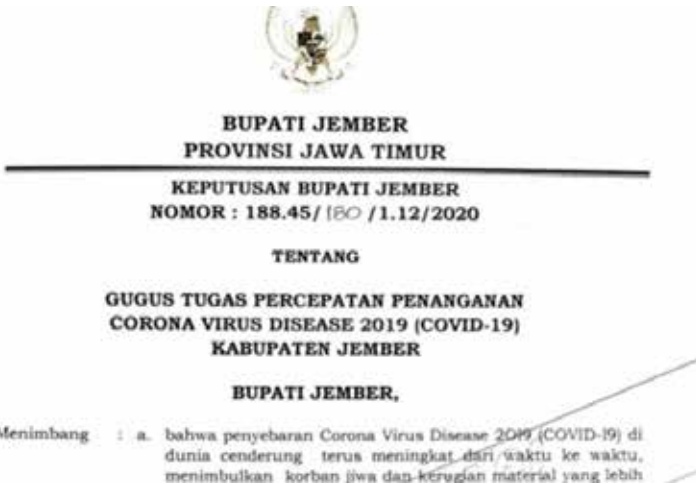 BUPATI JEMBER
PROVINSI JAWA TIMUR
KEPUTUSAN BUPATI JEMBER
NOMOR : 188.45/180/1.12/2020
TENTANG
GUGUS TUGAS PERCEPATAN PENANGANAN
CORONA VIRUS DISEASE 2019 (COVID-19)
KABUPATEN JEMBER
BUPATI JEMBER,
Menimbang : a. bahwa penyebaran Corona Virus Disease 2019 (COVID-19) di
dunia cenderung terus meningkat dari waktu ke waktu,
menimbulkan korban jiwa dan kerugian material yang lebih